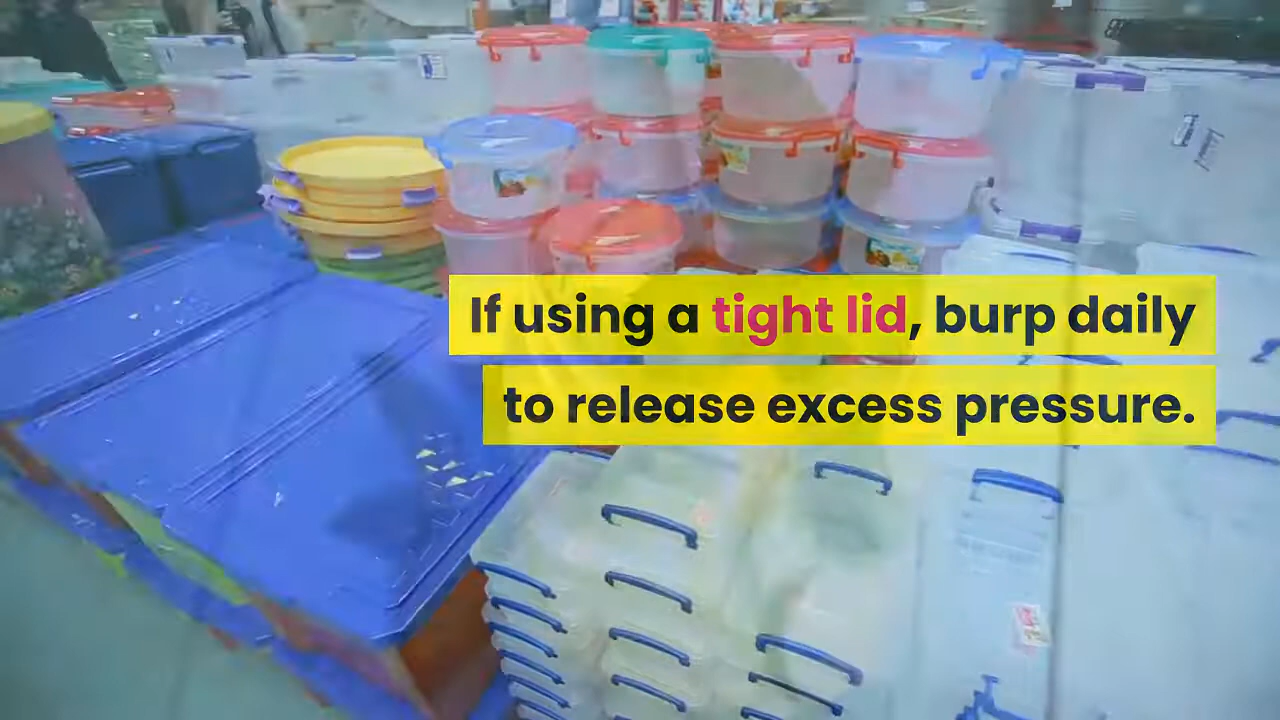 If using a tight lid, burp daily
to release excess pressure.